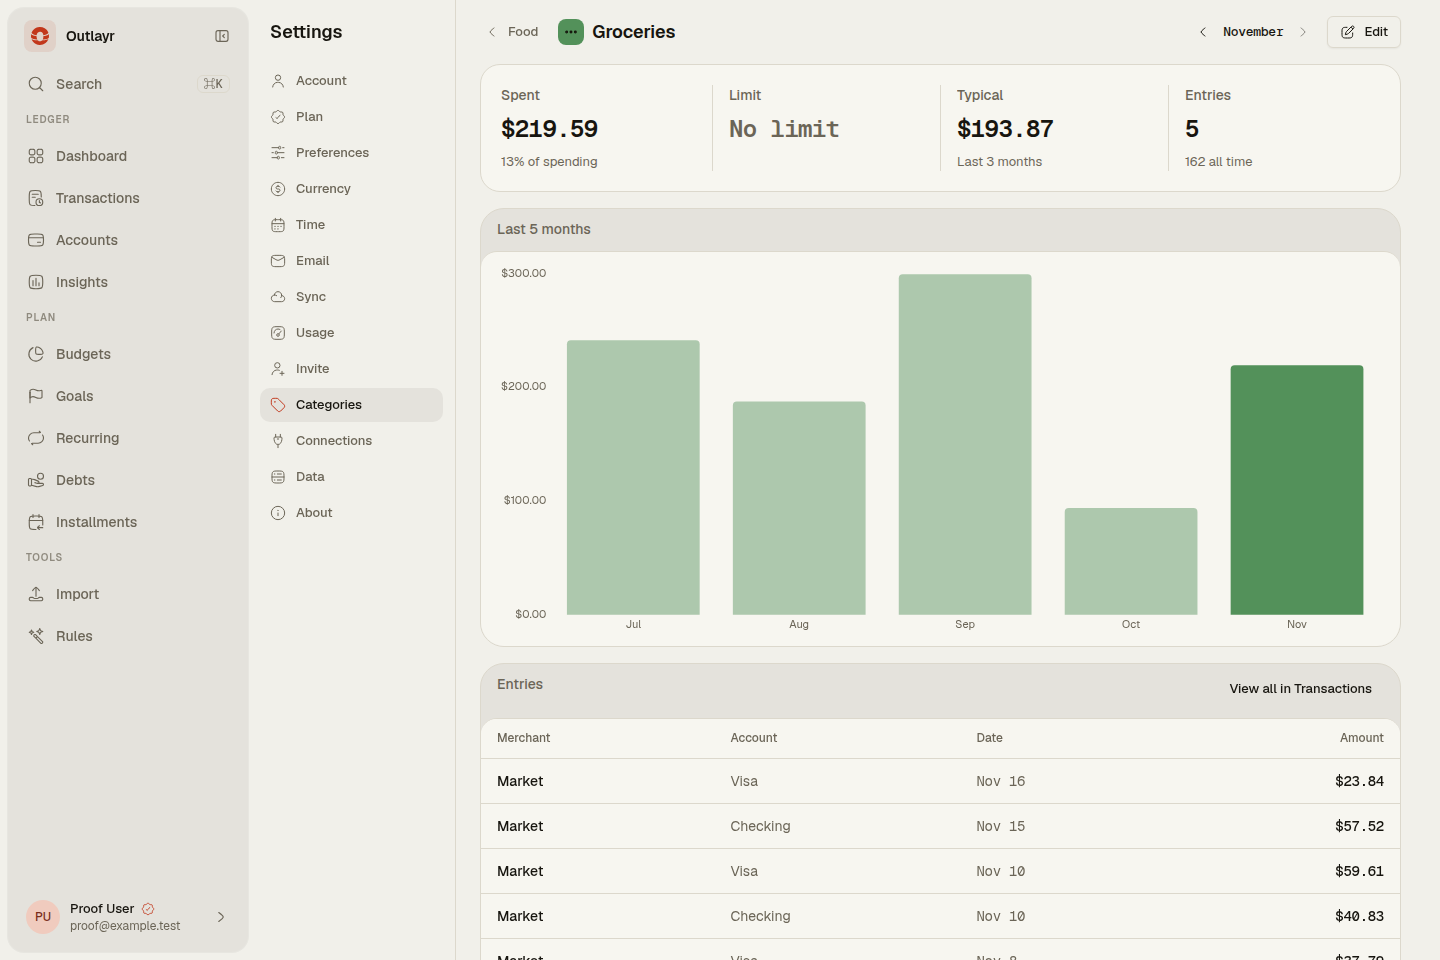 Outlayr
Search ⌘K
LEDGER
Dashboard
Transactions
Accounts
Insights
PLAN
Budgets
Goals
Recurring
Debts
Installments
TOOLS
Import
Rules
PU
Proof User
proof@example.test
Settings
Account
Plan
Preferences
Currency
Time
Email
Sync
Usage
Invite
Categories
Connections
Data
About
Food Groceries November Edit
Spent Limit Typical Entries
$219.59 No limit $193.87 5
13% of spending Last 3 months 162 all time
Last 5 months
$300.00
$200.00
$100.00
$0.00
Jul Aug Sep Oct Nov
Entries View all in Transactions
Merchant Account Date Amount
Market Visa Nov 16 $23.84
Market Checking Nov 15 $57.52
Market Visa Nov 10 $59.61
Market Checking Nov 10 $40.83
Market Visa Nov